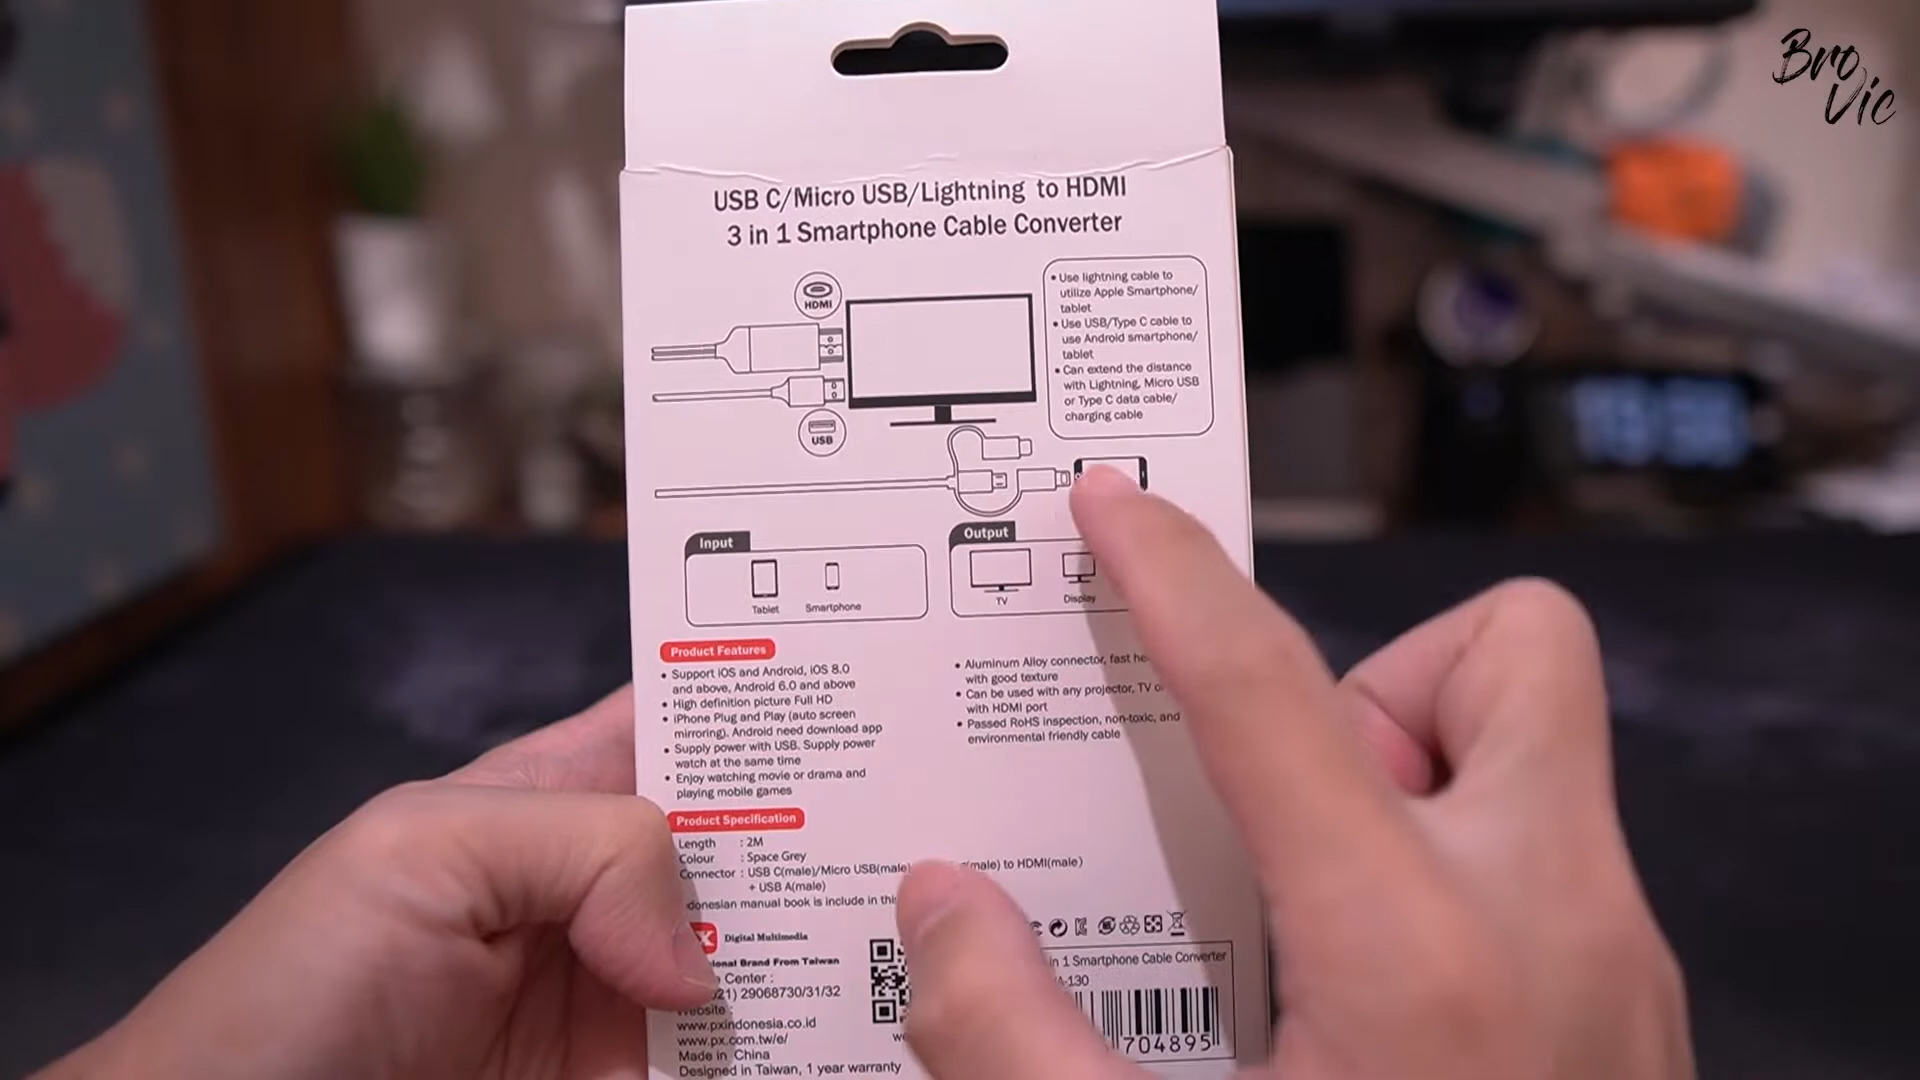 Bro
Vic
USB C/Micro USB/Lightning to HDMI
3 in 1 Smartphone Cable Converter
HDMI
USB
• Use lightning cable to
utilize Apple Smartphone/
tablet
• Use USB/Type C cable to
use Android smartphone/
tablet
• Can extend the distance
with Lightning, Micro USB
or Type C data cable/
charging cable
Input
Tablet
Smartphone
Output
TV
Display
Product Features
• Support iOS and Android, iOS 8.0
and above, Android 6.0 and above
• High definition picture Full HD
• iPhone Plug and Play (auto screen
mirroring), Android need download app
• Supply power with USB. Supply power
watch at the same time
• Enjoy watching movie or drama and
playing mobile games
• Aluminum Alloy connector, fast
with good texture
• Can be used with any projector, TV
with HDMI port
• Passed RoHS inspection, non-toxic, and
environmental friendly cable
Product Specification
Length : 2M
Colour : Space Grey
Connector : USB C(male)/Micro USB(male) (male) to HDMI(male)
+ USB A(male)
manual book is include in
Digital Multimedia
Brand From Taiwan
Center :
21) 29068730/31/32
Website :
www.pxindonesia.co.id
www.px.com.tw/e/
Made in China
Designed in Taiwan, 1 year warranty
in 1 Smartphone Cable Converter
-130
704895